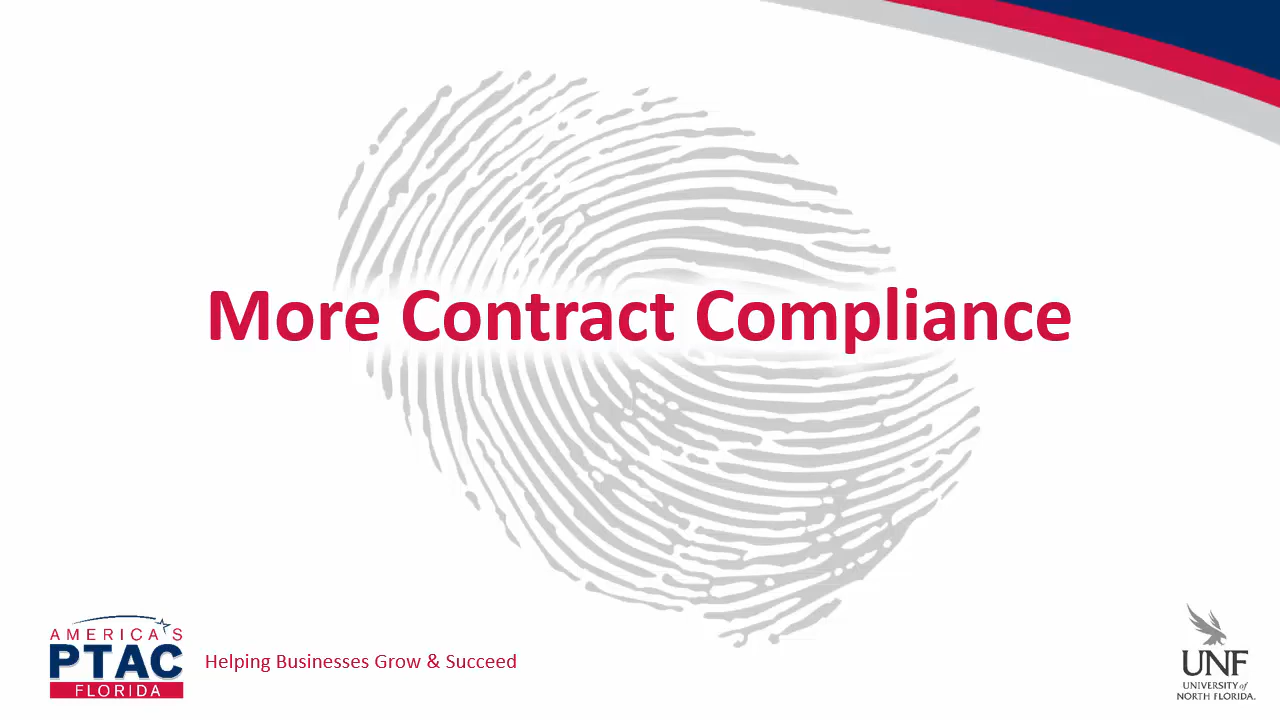 More Contract Compliance
AMERICA'S
PTAC
FLORIDA
Helping Businesses Grow & Succeed
UNF
UNIVERSITY of
NORTH FLORIDA.